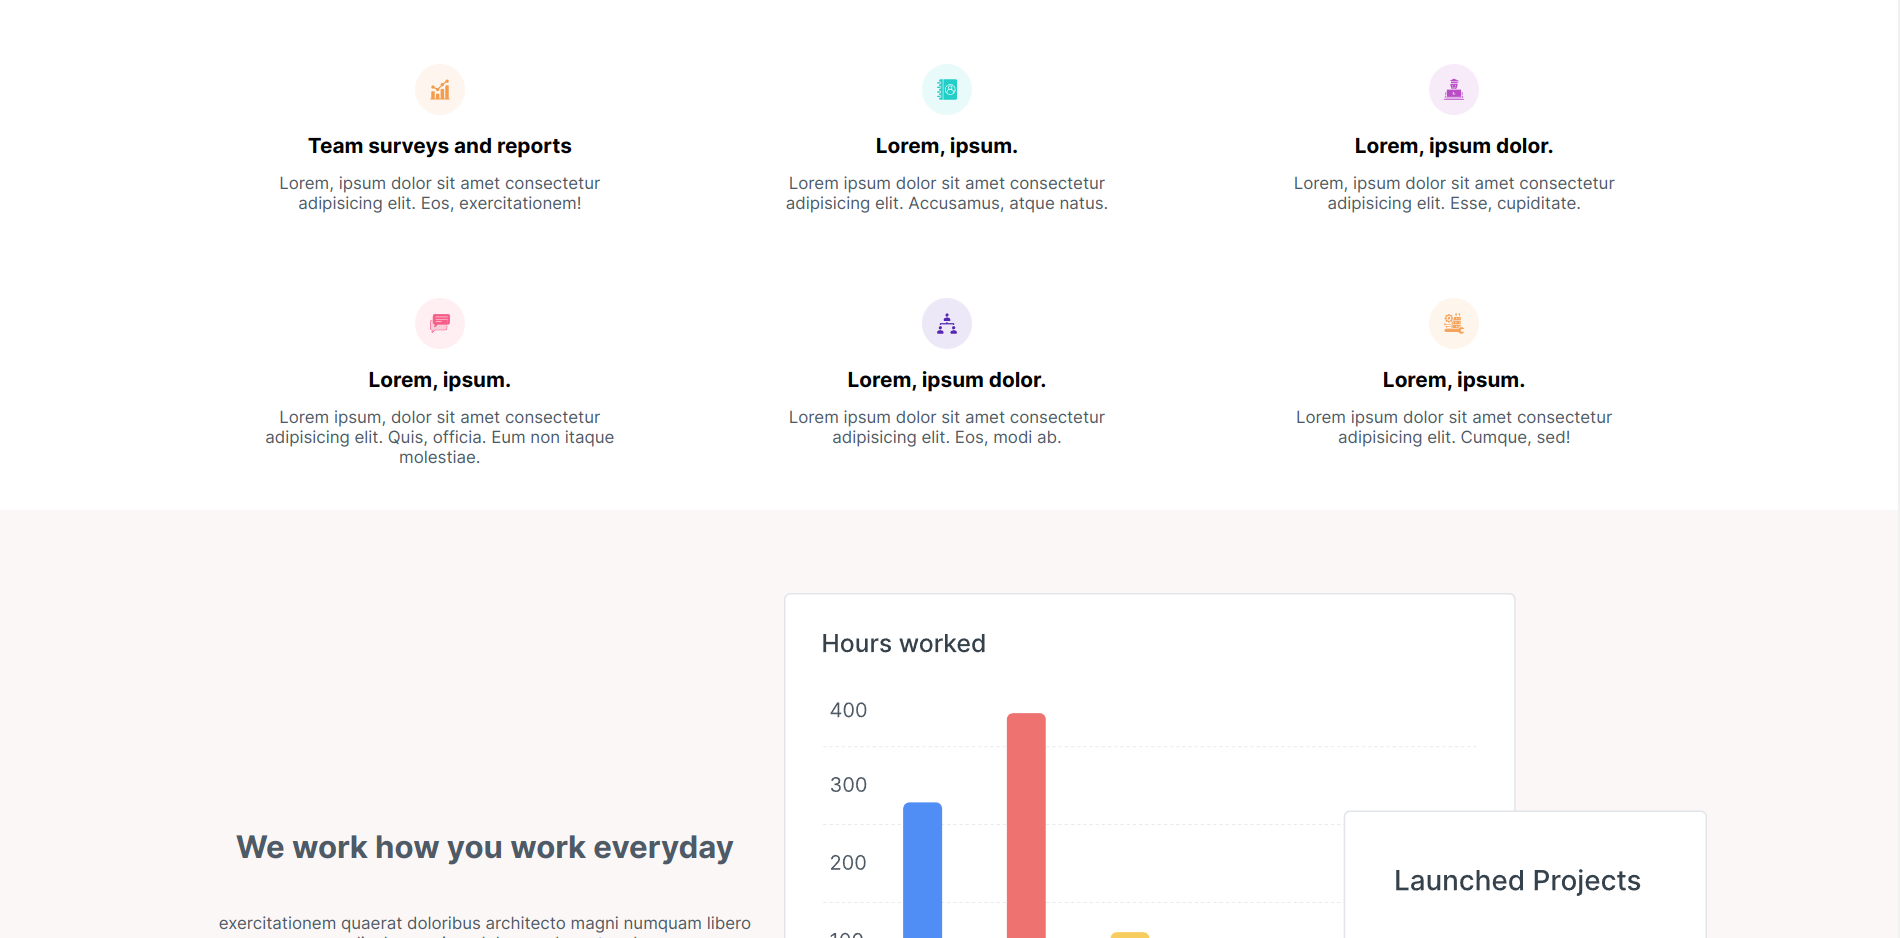 Team surveys and reports
Lorem, ipsum dolor sit amet consectetur
adipisicing elit. Eos, exercitationem!
Lorem, ipsum.
Lorem ipsum dolor sit amet consectetur
adipisicing elit. Accusamus, atque natus.
Lorem, ipsum dolor.
Lorem, ipsum dolor sit amet consectetur
adipisicing elit. Esse, cupiditate.
Lorem, ipsum.
Lorem ipsum, dolor sit amet consectetur
adipisicing elit. Quis, officia. Eum non itaque
molestiae.
Lorem, ipsum dolor.
Lorem ipsum dolor sit amet consectetur
adipisicing elit. Eos, modi ab.
Lorem, ipsum.
Lorem ipsum dolor sit amet consectetur
adipisicing elit. Cumque, sed!
We work how you work everyday
exercitationem quaerat doloribus architecto magni numquam libero
Hours worked
400
300
200
100
Launched Projects